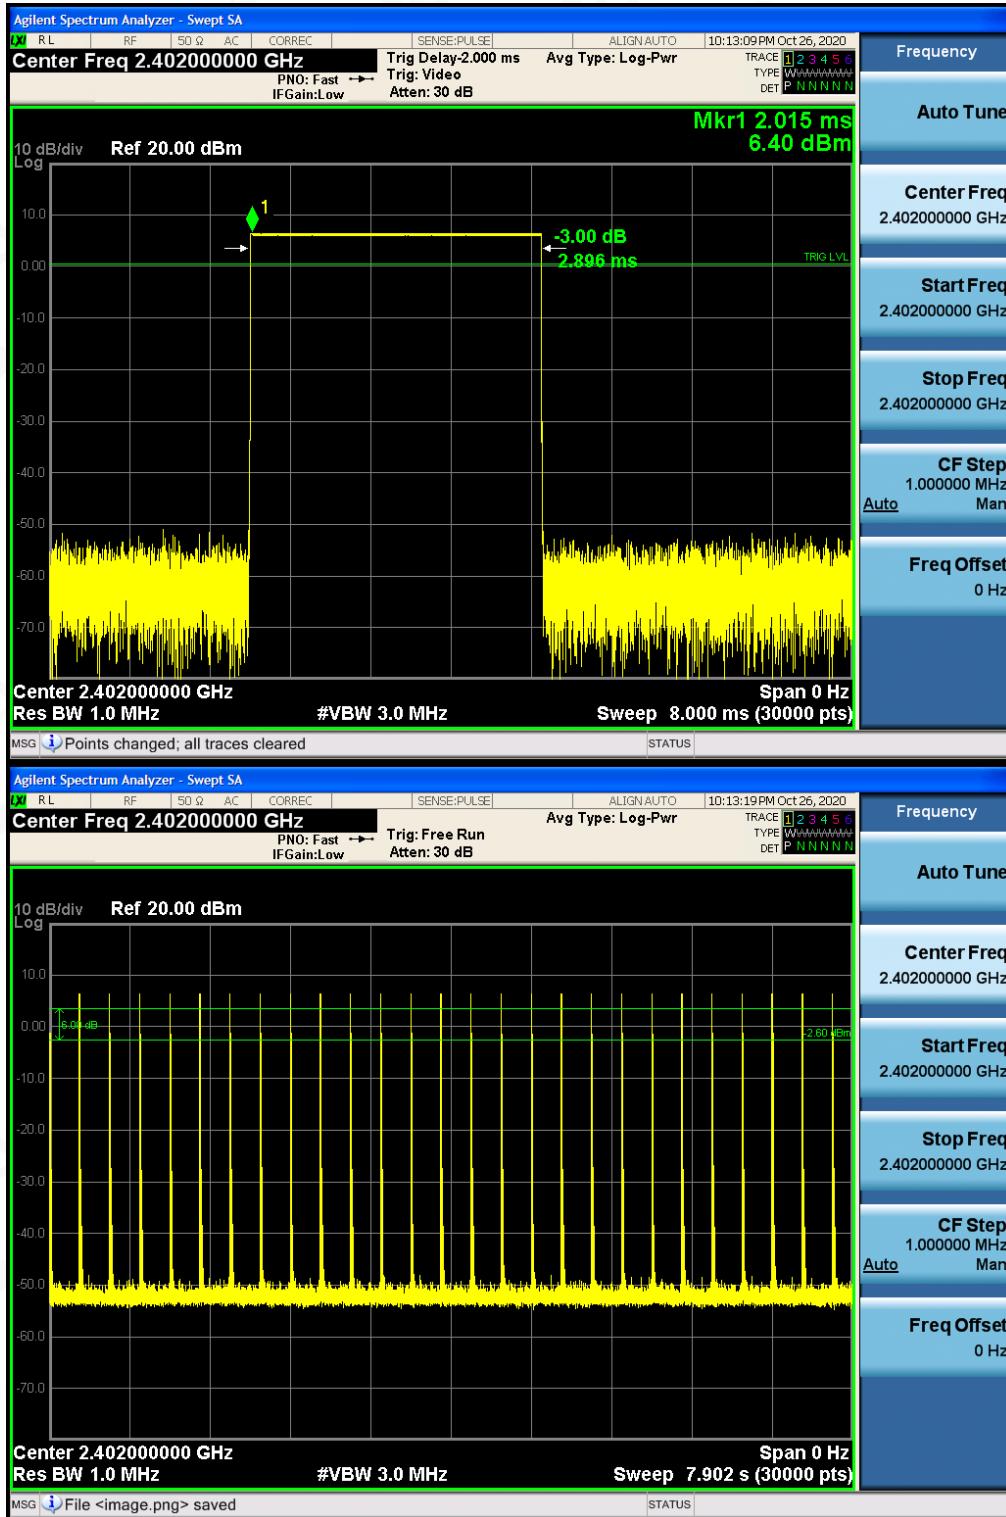 Agilent Spectrum Analyzer - Swept SA
LXI RL RF 50 Ω AC CORREC SENSE:PULSE ALIGN AUTO 10:13:09 PM Oct 26, 2020
Center Freq 2.402000000 GHz
PNO: Fast
IFGain:Low
Trig Delay-2.000 ms
Trig: Video
Atten: 30 dB
Avg Type: Log-Pwr
TRACE 1 2 3 4 5 6
TYPE W
DET P N N N N N
Mkr1 2.015 ms
6.40 dBm
10 dB/div
Log
Ref 20.00 dBm
10.0
0.00
-10.0
-20.0
-30.0
-40.0
-50.0
-60.0
-70.0
1
-3.00 dB
2.896 ms
TRIG LVL
Center 2.402000000 GHz
Span 0 Hz
Res BW 1.0 MHz
#VBW 3.0 MHz
Sweep 8.000 ms (30000 pts)
MSG Points changed; all traces cleared
STATUS
Frequency
Auto Tune
Center Freq
2.402000000 GHz
Start Freq
2.402000000 GHz
Stop Freq
2.402000000 GHz
CF Step
1.000000 MHz
Auto Man
Freq Offset
0 Hz
Agilent Spectrum Analyzer - Swept SA
LXI RL RF 50 Ω AC CORREC SENSE:PULSE ALIGN AUTO 10:13:19 PM Oct 26, 2020
Center Freq 2.402000000 GHz
PNO: Fast
IFGain:Low
Trig: Free Run
Atten: 30 dB
Avg Type: Log-Pwr
TRACE 1 2 3 4 5 6
TYPE W
DET P N N N N N
10 dB/div
Log
Ref 20.00 dBm
10.0
0.00
-10.0
-20.0
-30.0
-40.0
-50.0
-60.0
-70.0
6.00 dB
-2.60 dBm
Center 2.402000000 GHz
Span 0 Hz
Res BW 1.0 MHz
#VBW 3.0 MHz
Sweep 7.902 s (30000 pts)
MSG File <image.png> saved
STATUS
Frequency
Auto Tune
Center Freq
2.402000000 GHz
Start Freq
2.402000000 GHz
Stop Freq
2.402000000 GHz
CF Step
1.000000 MHz
Auto Man
Freq Offset
0 Hz